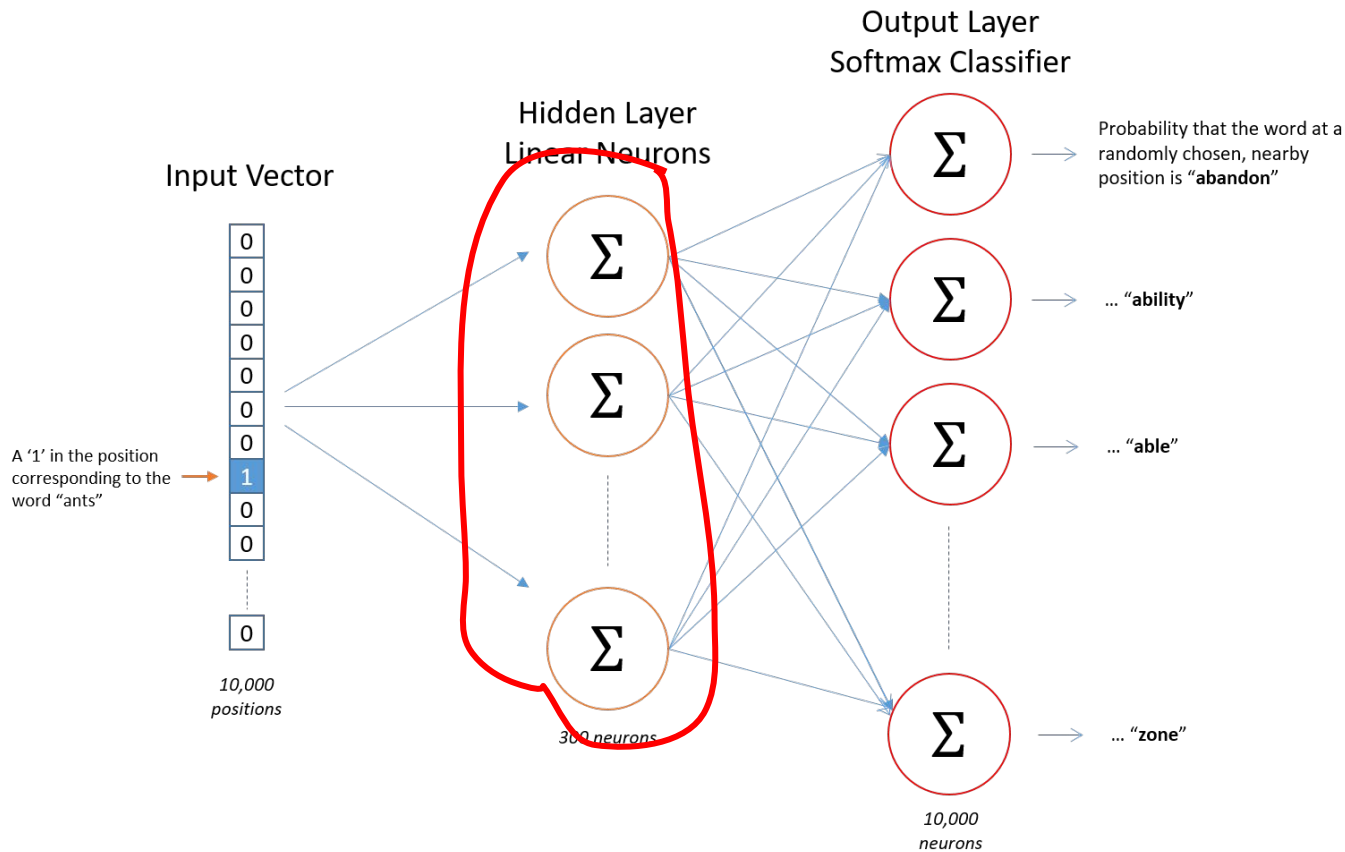 Output Layer
Softmax Classifier
Hidden Layer
Linear Neurons
Input Vector
0
0
0
0
0
0
0
1
0
0
0
A ‘1’ in the position
corresponding to the
word “ants”
10,000
positions
Σ
Σ
Σ
300 neurons
Σ
Σ
Σ
Σ
10,000
neurons
Probability that the word at a
randomly chosen, nearby
position is “abandon”
... “ability”
... “able”
... “zone”